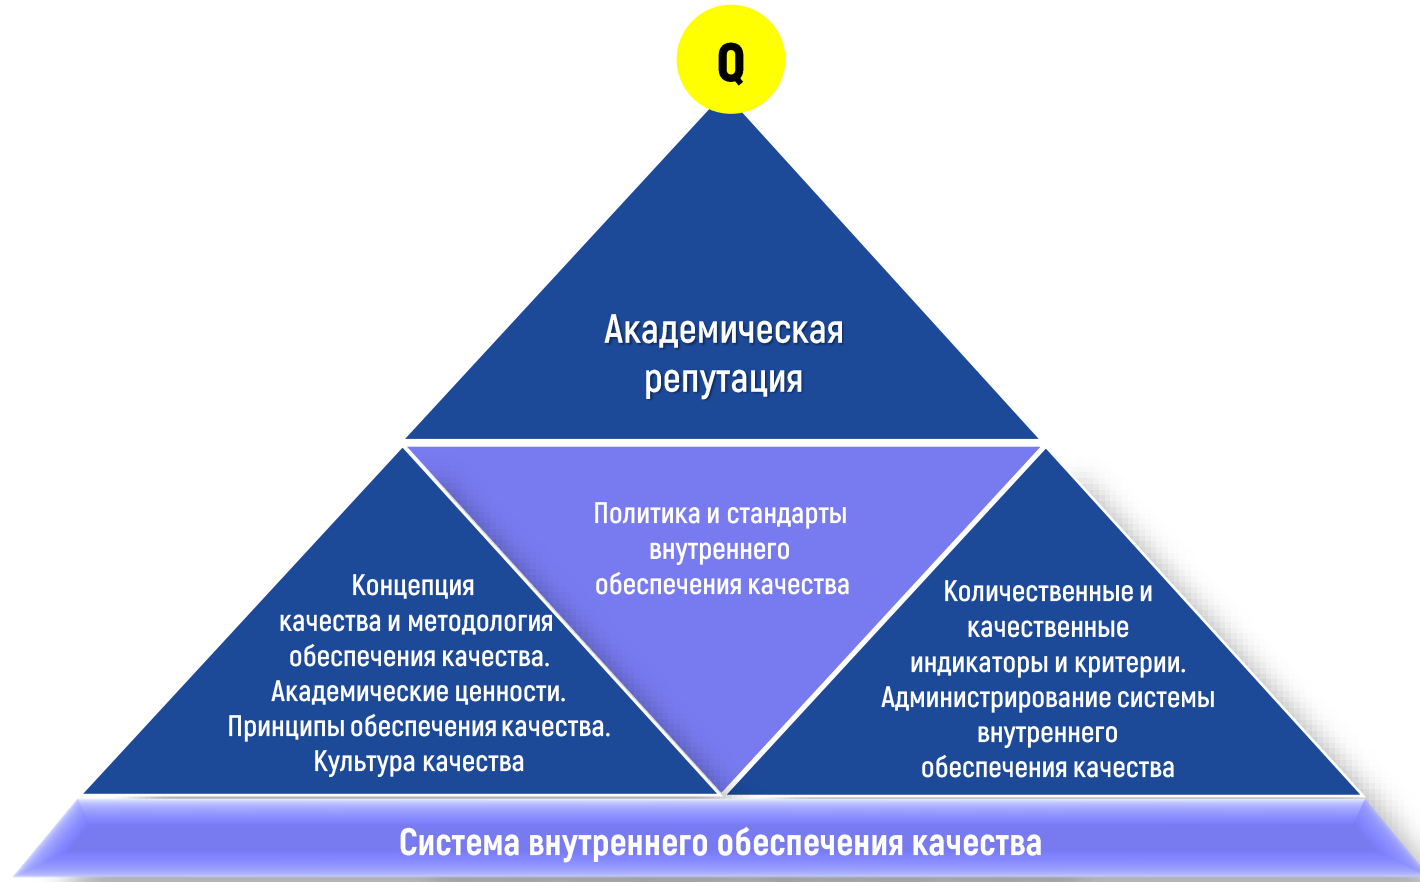 Q
Академическая
репутация
Политика и стандарты
внутреннего
обеспечения качества
Концепция
качества и методология
обеспечения качества.
Академические ценности.
Принципы обеспечения качества.
Культура качества
Количественные и
качественные
индикаторы и критерии.
Администрирование системы
внутреннего
обеспечения качества
Система внутреннего обеспечения качества